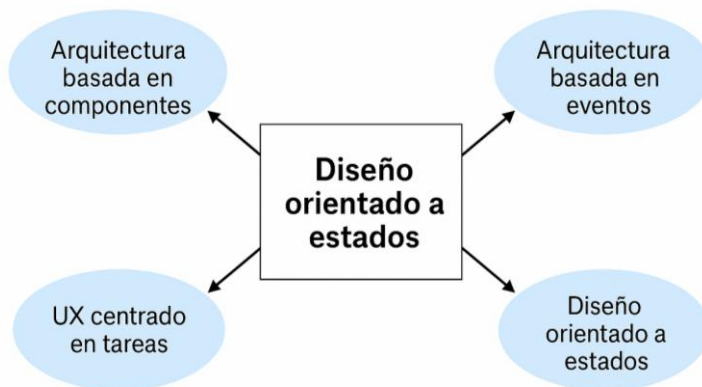 Arquitectura
basada en
componentes
Arquitectura
basada en
eventos
Diseño
orientado a
estados
UX centrado
en tareas
Diseño
orientado a
estados